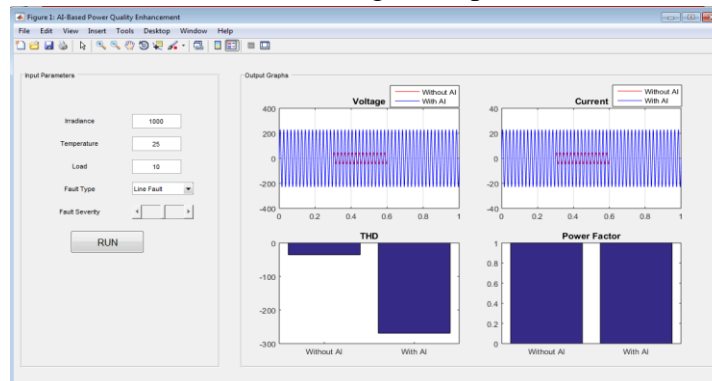 Figure 1: AI-Based Power Quality Enhancement
File Edit View Insert Tools Desktop Window Help
Input Parameters
Irradiance 1000
Temperature 25
Load 10
Fault Type Line Fault
Fault Severity
RUN
Output Graphs
Voltage
Without AI
With AI
400
200
0
-200
-400
0 0.2 0.4 0.6 0.8 1
Current
Without AI
With AI
40
20
0
-20
-40
0 0.2 0.4 0.6 0.8 1
THD
0
-100
-200
-300
Without AI With AI
Power Factor
1
0.8
0.6
0.4
0.2
0
Without AI With AI